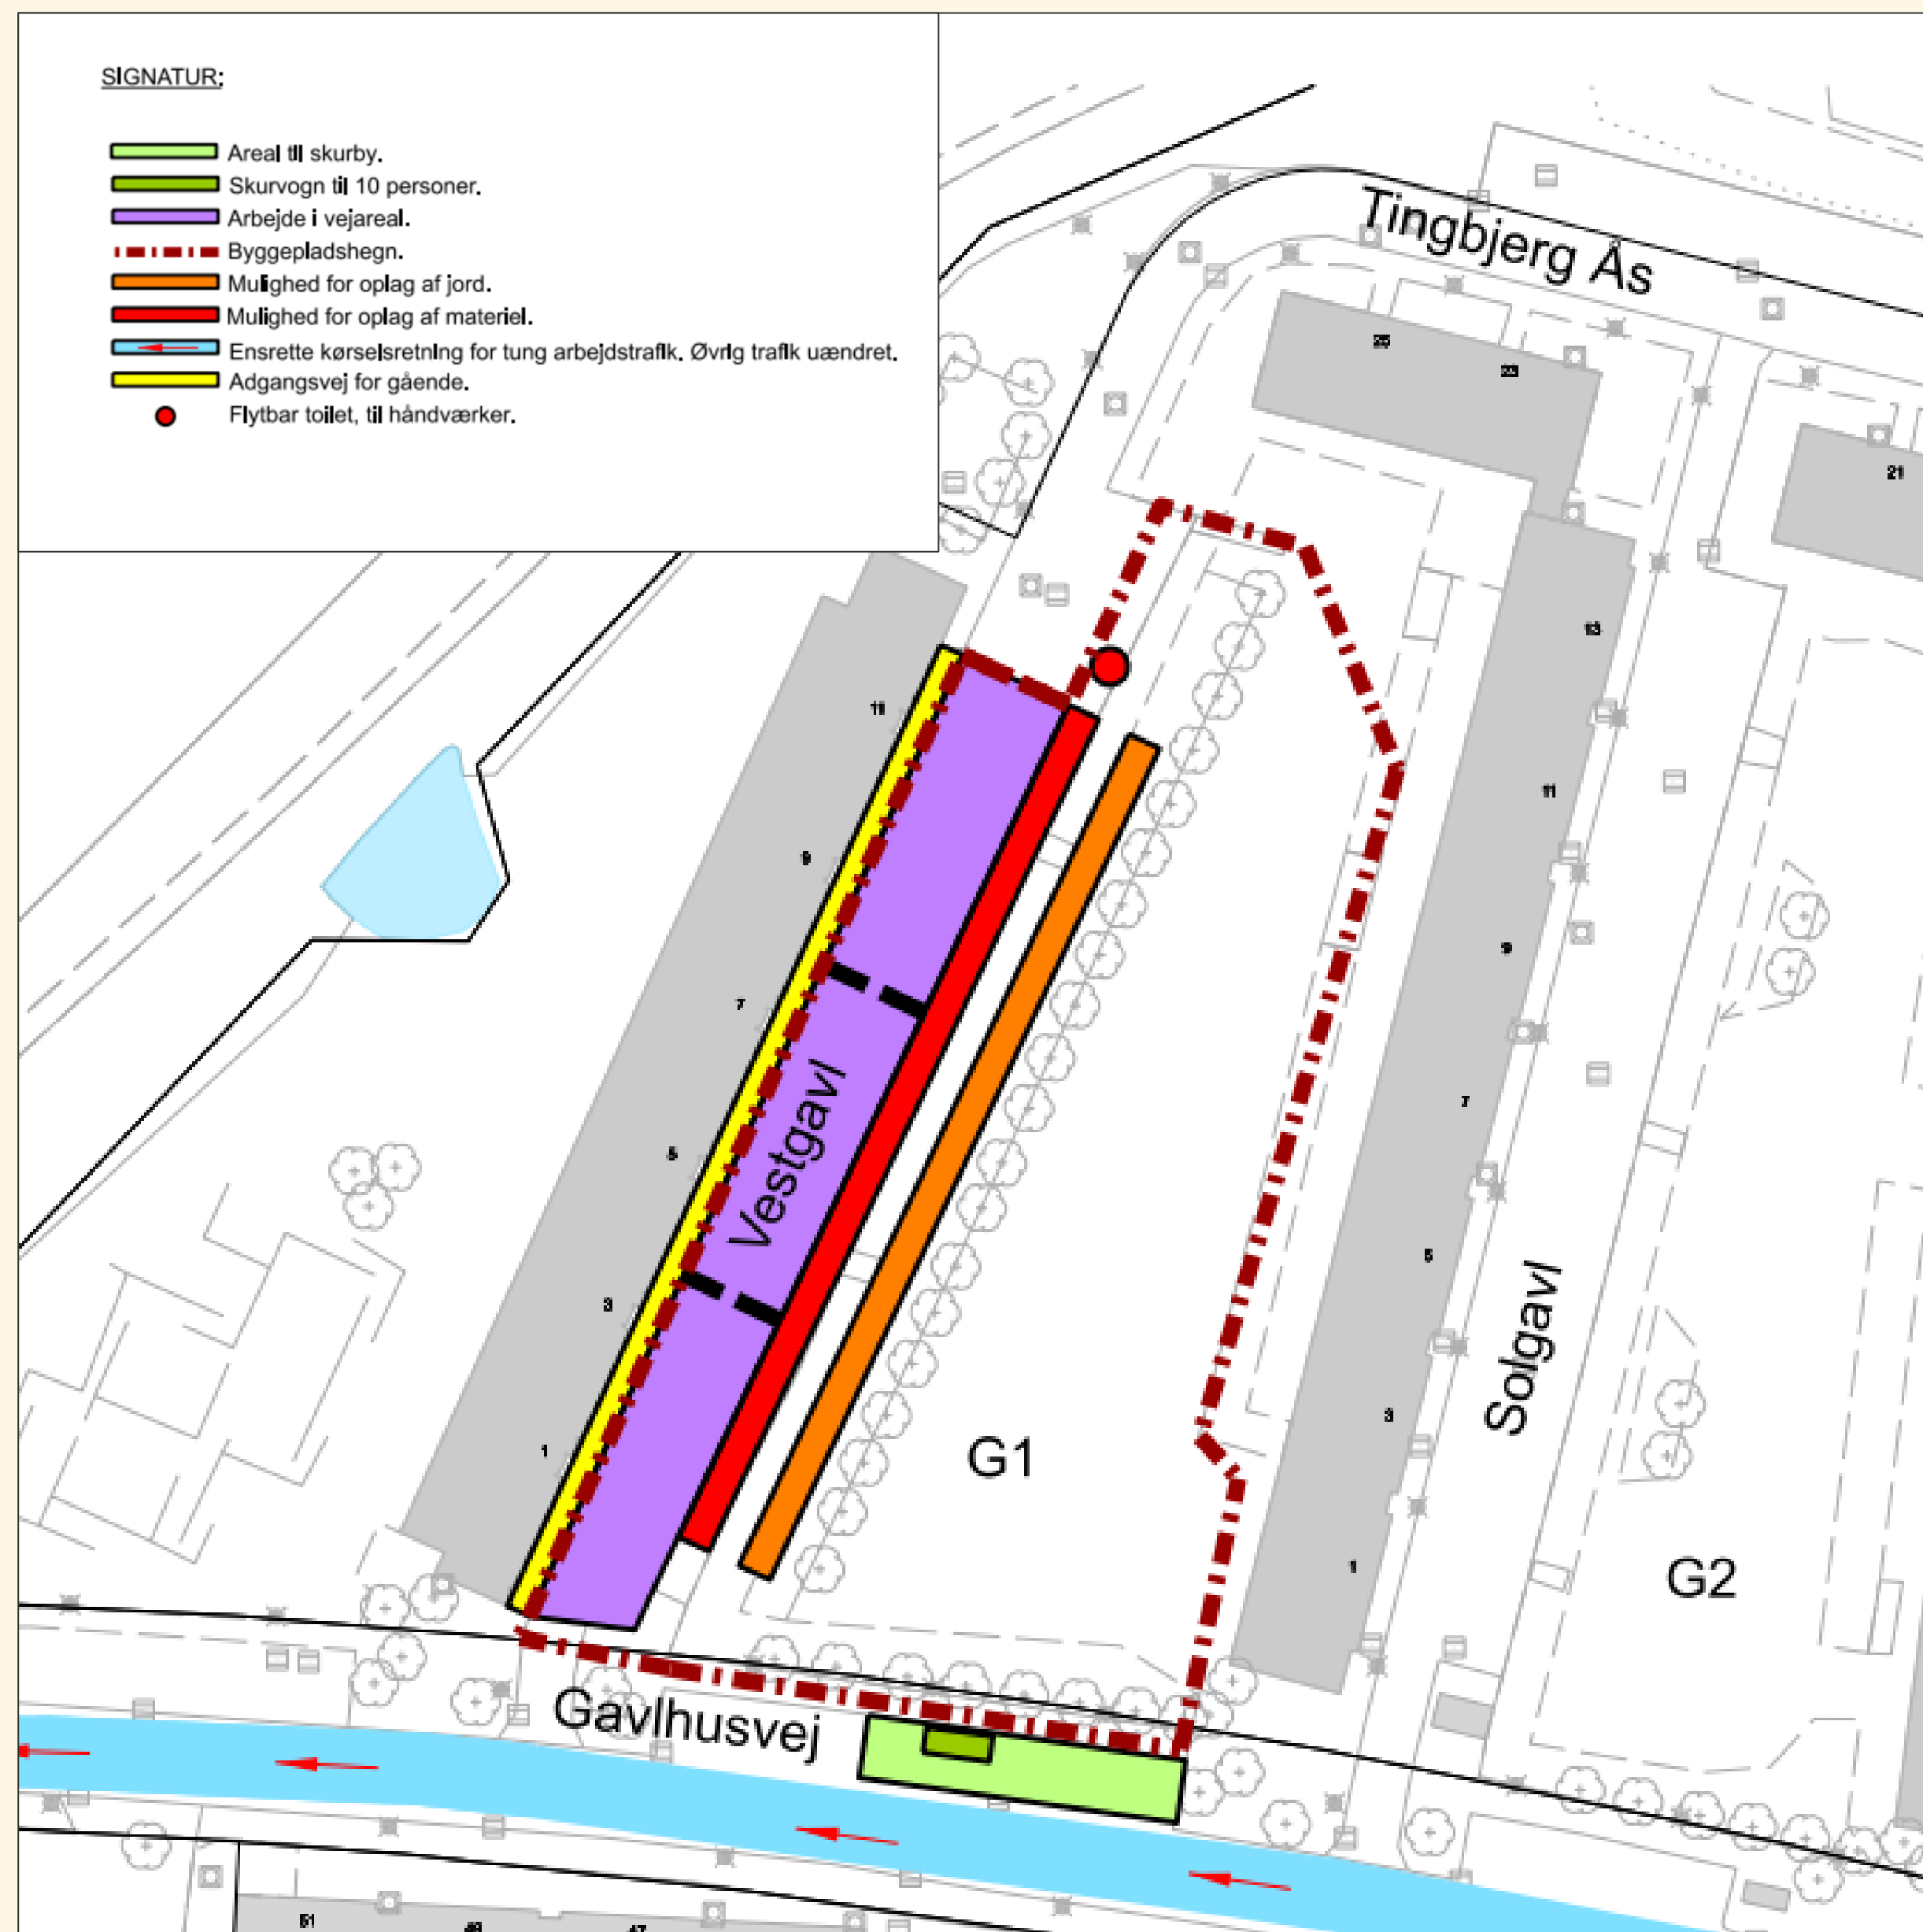 SIGNATUR:
Areal til skurby.
Skurvogn til 10 personer.
Arbejde i vejareal.
Byggepladshegn.
Mulighed for oplag af jord.
Mulighed for oplag af materiel.
Ensrette kørselsretning for tung arbejdstrafik. Øvrig trafik uændret.
Adgangsvej for gående.
Flytbar toilet, til håndværker.
Tingbjerg Ås
25
23
21
13
11
11
9
9
7
7
Vestgavl
5
5
3
Solgavl
3
1
G1
1
G2
Gavlhusvej
51
49
47